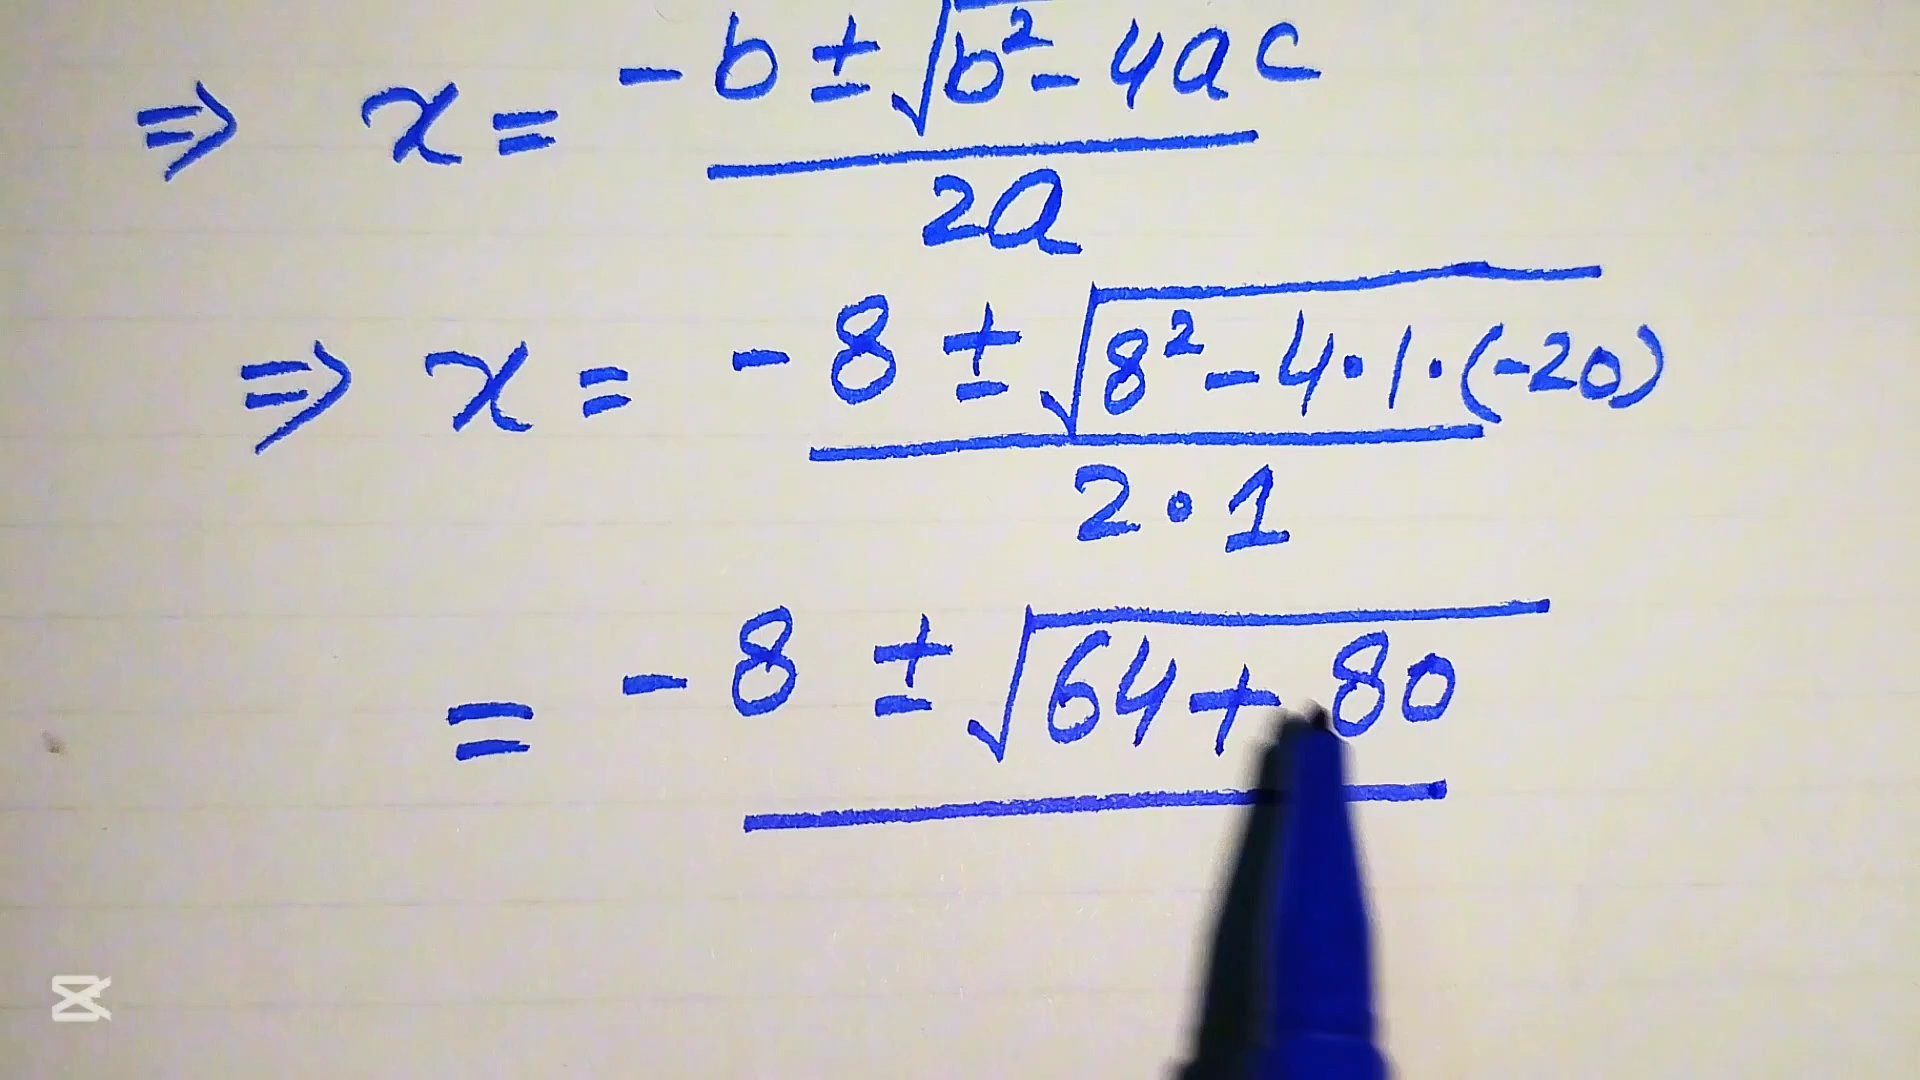 ⇒ x = -b ± √b² - 4ac
2a
⇒ x = -8 ± √8² - 4·1·(-20)
2·1
= -8 ± √64 + 80